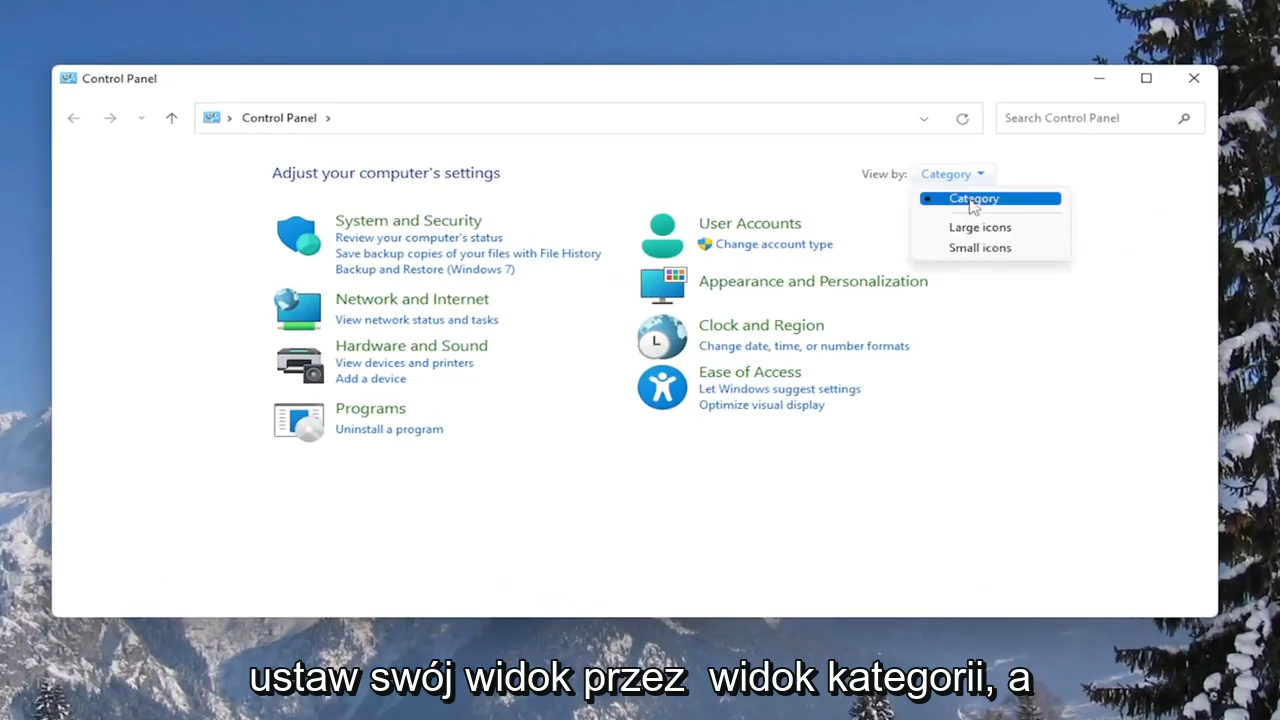 Control Panel
Control Panel
Search Control Panel
Adjust your computer's settings
View by: Category
Category
Large icons
Small icons
System and Security
Review your computer's status
Save backup copies of your files with File History
Backup and Restore (Windows 7)
Network and Internet
View network status and tasks
Hardware and Sound
View devices and printers
Add a device
Programs
Uninstall a program
User Accounts
Change account type
Appearance and Personalization
Clock and Region
Change date, time, or number formats
Ease of Access
Let Windows suggest settings
Optimize visual display
ustaw swój widok przez widok kategorii, a